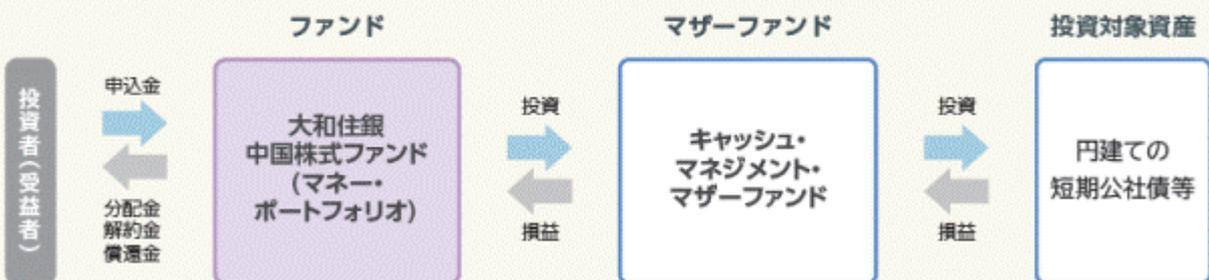 ファンド
マザーファンド
投資対象資産
投資者(受益者)
申込金
分配金
解約金
償還金
大和住銀
中国株式ファンド
(マネー・
ポートフォリオ)
投資
損益
キャッシュ・
マネジメント・
マザーファンド
投資
損益
円建ての
短期公社債等